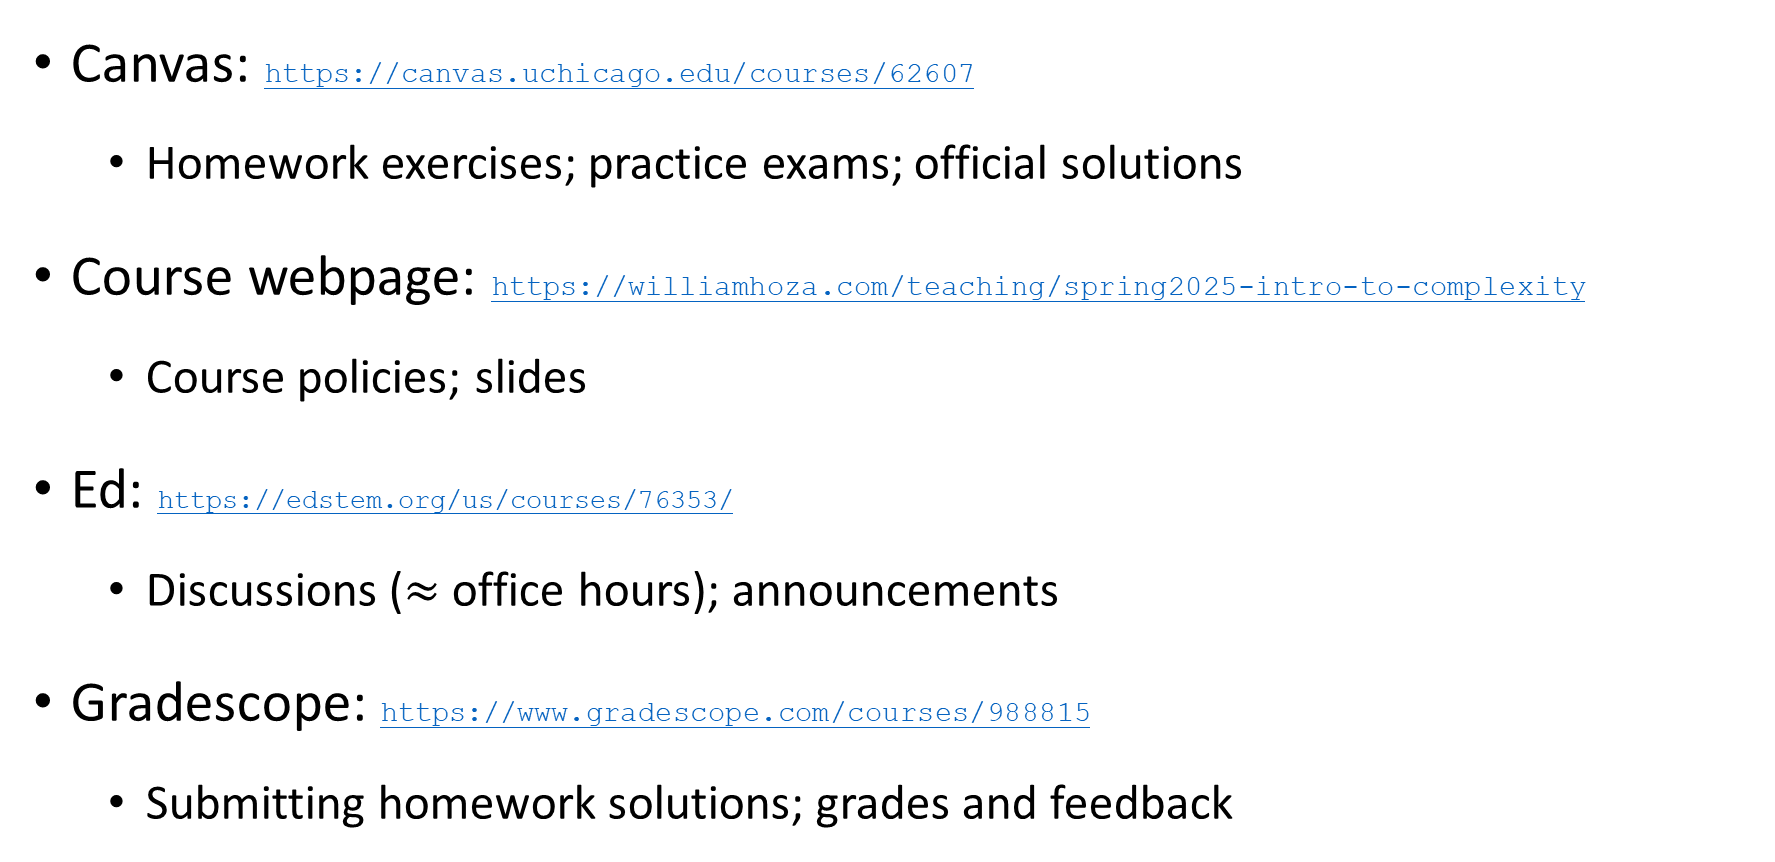 • Canvas: https://canvas.uchicago.edu/courses/62607
• Homework exercises; practice exams; official solutions
• Course webpage: https://williamhoza.com/teaching/spring2025-intro-to-complexity
• Course policies; slides
• Ed: https://edstem.org/us/courses/76353/
• Discussions (≈ office hours); announcements
• Gradescope: https://www.gradescope.com/courses/988815
• Submitting homework solutions; grades and feedback